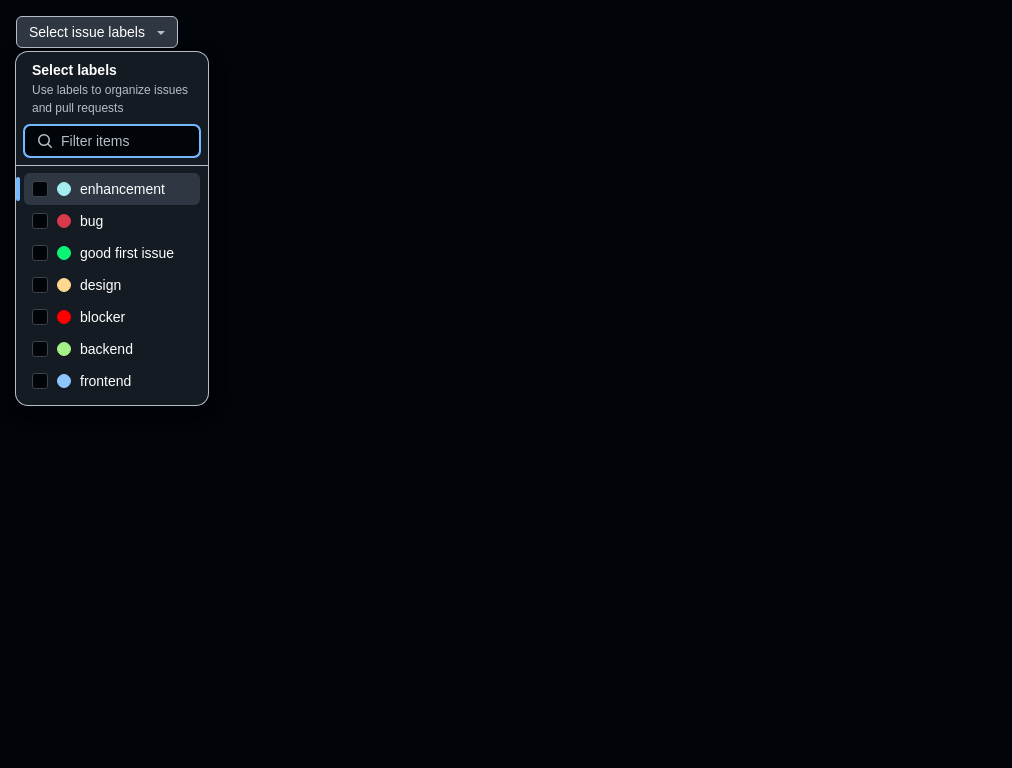 Select issue labels
Select labels
Use labels to organize issues
and pull requests
Filter items
enhancement
bug
good first issue
design
blocker
backend
frontend